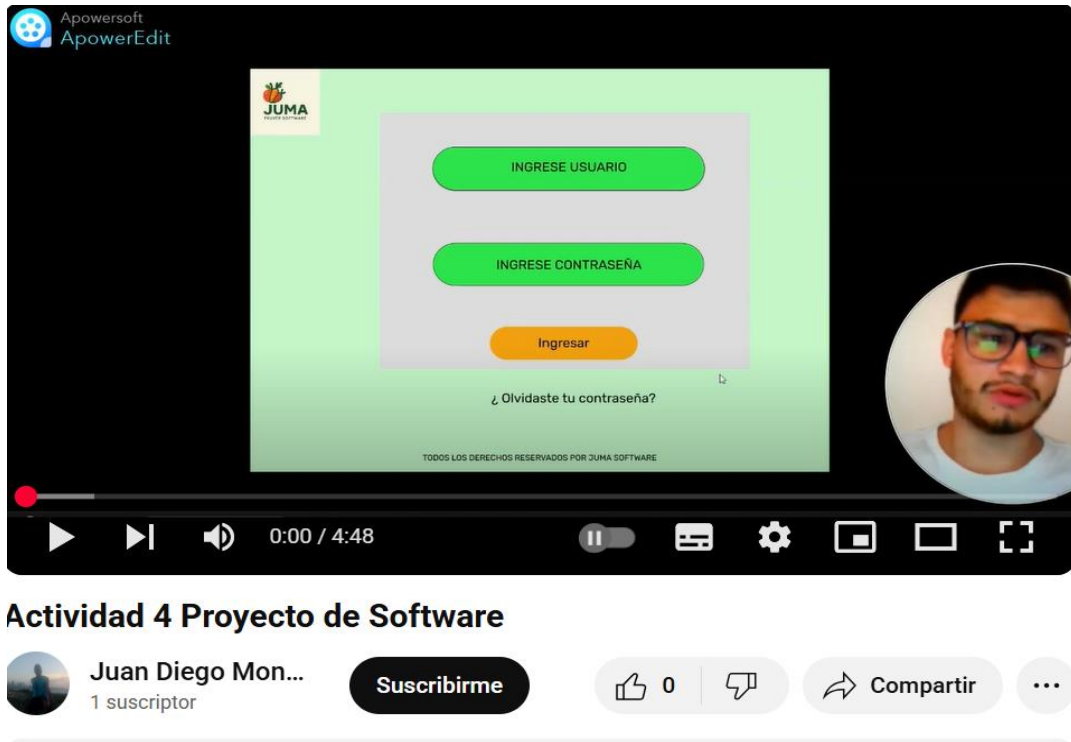 Apowersoft
ApowerEdit
JUMA
INGRESE USUARIO
INGRESE CONTRASEÑA
Ingresar
¿ Olvidaste tu contraseña?
TODOS LOS DERECHOS RESERVADOS POR JUMA SOFTWARE
0:00 / 4:48
Actividad 4 Proyecto de Software
Juan Diego Mon...
1 suscriptor
Suscribirme
0
Compartir